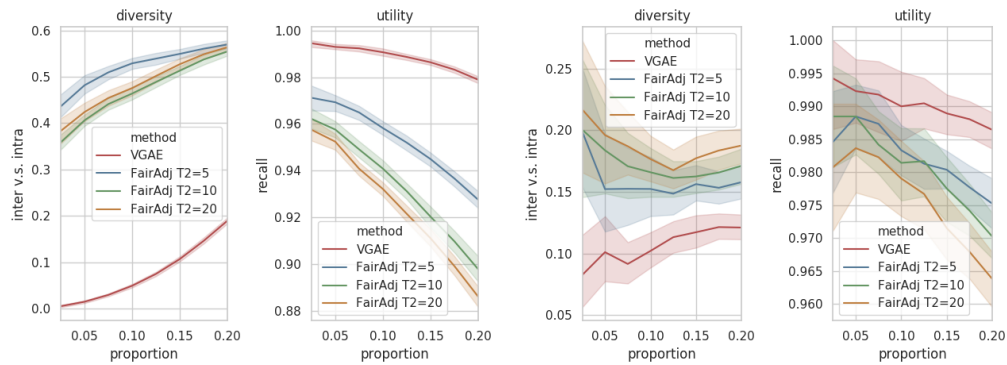 diversity
inter v.s. intra
0.6
0.5
0.4
0.3
0.2
0.1
0.0
method
VGAE
FairAdj T2=5
FairAdj T2=10
FairAdj T2=20
0.05
0.10
0.15
0.20
proportion
utility
recall
1.00
0.98
0.96
0.94
0.92
0.90
0.88
method
VGAE
FairAdj T2=5
FairAdj T2=10
FairAdj T2=20
0.05
0.10
0.15
0.20
proportion
diversity
inter v.s. intra
0.25
0.20
0.15
0.10
0.05
method
VGAE
FairAdj T2=5
FairAdj T2=10
FairAdj T2=20
0.05
0.10
0.15
0.20
proportion
utility
recall
1.000
0.995
0.990
0.985
0.980
0.975
0.970
0.965
0.960
method
VGAE
FairAdj T2=5
FairAdj T2=10
FairAdj T2=20
0.05
0.10
0.15
0.20
proportion